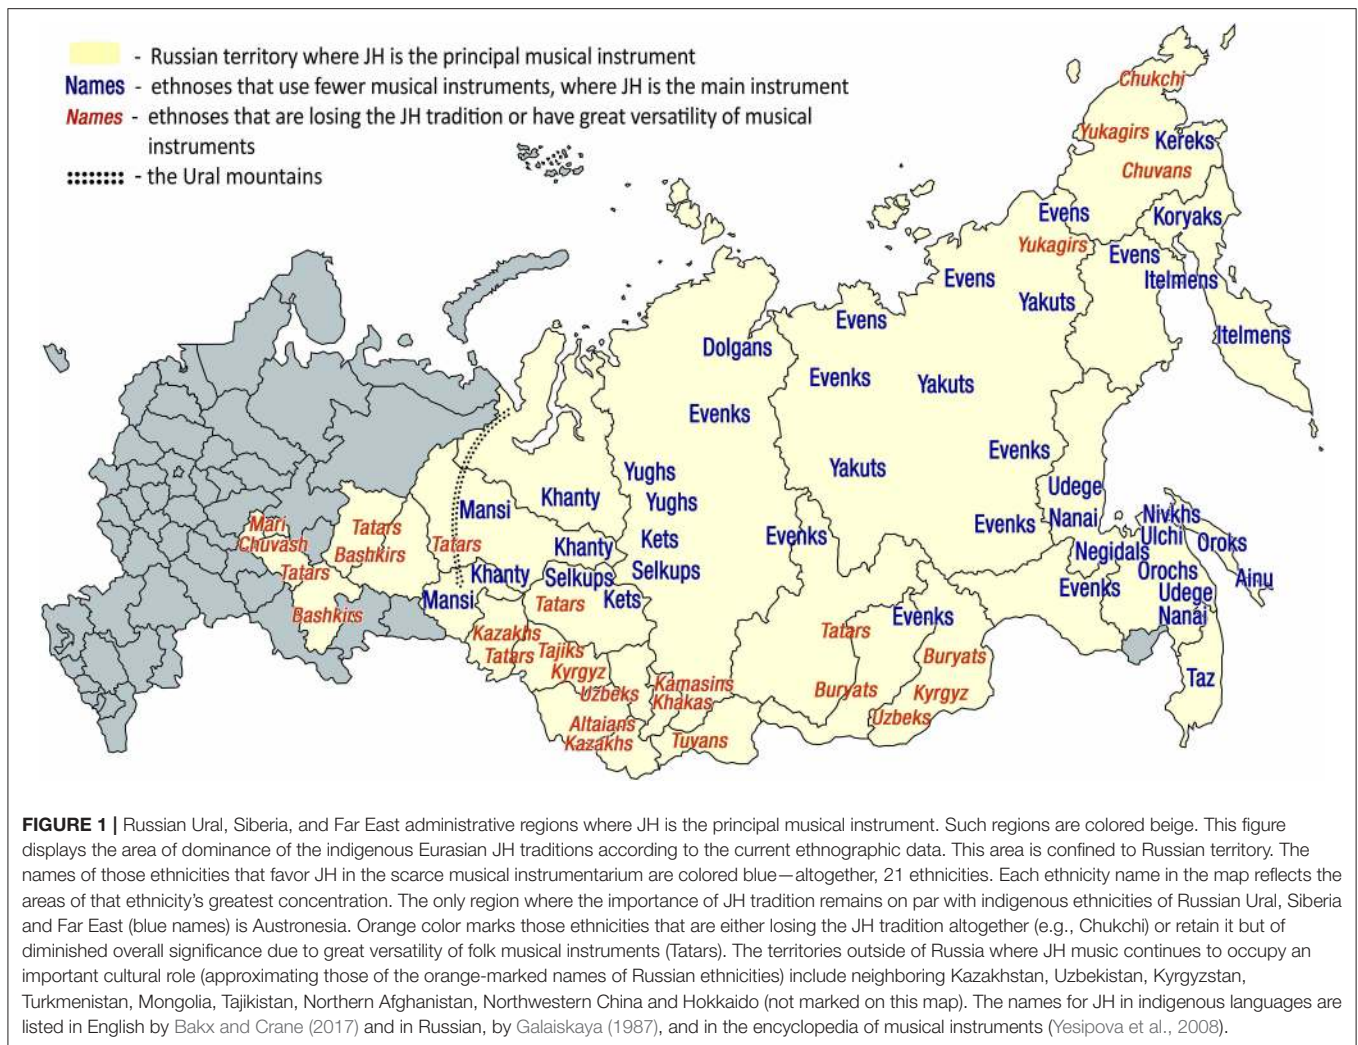 - Russian territory where JH is the principal musical instrument
Names - ethnoses that use fewer musical instruments, where JH is the main instrument
Names - ethnoses that are losing the JH tradition or have great versatility of musical
instruments
- the Ural mountains
Chukchi
Yukagirs
Kereks
Chuvans
Evens
Koryaks
Yukagirs
Evens
Itelmens
Evens
Yakuts
Evens
Itelmens
Dolgans
Evenks
Yakuts
Evenks
Evenks
Yughs
Yakuts
Udege
Khanty
Yughs
Mansi
Nivkhs
Mari
Tatars
Evenks
Nanai
Ulchi
Chuvash
Bashkirs
Tatars
Khanty
Kets
Evenks
Negidals
Oroks
Tatars
Khanty
Selkups
Selkups
Orochs
Ainu
Evenks
Udege
Mansi
Tatars
Kets
Bashkirs
Evenks
Nanai
Kazakhs
Tatars
Tatars
Tajiks
Buryats
Kyrgyz
Uzbeks
Kamasins
Khakas
Buryats
Kyrgyz
Taz
Altaians
Kazakhs
Uzbeks
Tuvans
FIGURE 1 | Russian Ural, Siberia, and Far East administrative regions where JH is the principal musical instrument. Such regions are colored beige. This figure
displays the area of dominance of the indigenous Eurasian JH traditions according to the current ethnographic data. This area is confined to Russian territory. The
names of those ethnicities that favor JH in the scarce musical instrumentarium are colored blue—altogether, 21 ethnicities. Each ethnicity name in the map reflects the
areas of that ethnicity's greatest concentration. The only region where the importance of JH tradition remains on par with indigenous ethnicities of Russian Ural, Siberia
and Far East (blue names) is Austronesia. Orange color marks those ethnicities that are either losing the JH tradition altogether (e.g., Chukchi) or retain it but of
diminished overall significance due to great versatility of folk musical instruments (Tatars). The territories outside of Russia where JH music continues to occupy an
important cultural role (approximating those of the orange-marked names of Russian ethnicities) include neighboring Kazakhstan, Uzbekistan, Kyrgyzstan,
Turkmenistan, Mongolia, Tajikistan, Northern Afghanistan, Northwestern China and Hokkaido (not marked on this map). The names for JH in indigenous languages are
listed in English by Bakx and Crane (2017) and in Russian, by Galaiskaya (1987), and in the encyclopedia of musical instruments (Yesipova et al., 2008).